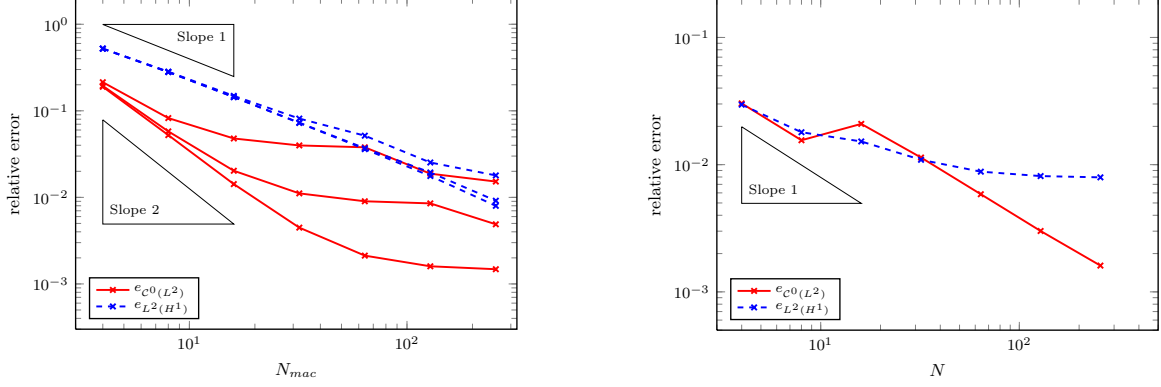 10^0
10^{-1}
10^{-2}
10^{-3}
relative error
Slope 1
Slope 2
e_{C^0(L^2)}
e_{L^2(H^1)}
10^1
10^2
N_{mac}
10^{-1}
10^{-2}
10^{-3}
relative error
Slope 1
e_{C^0(L^2)}
e_{L^2(H^1)}
10^1
10^2
N